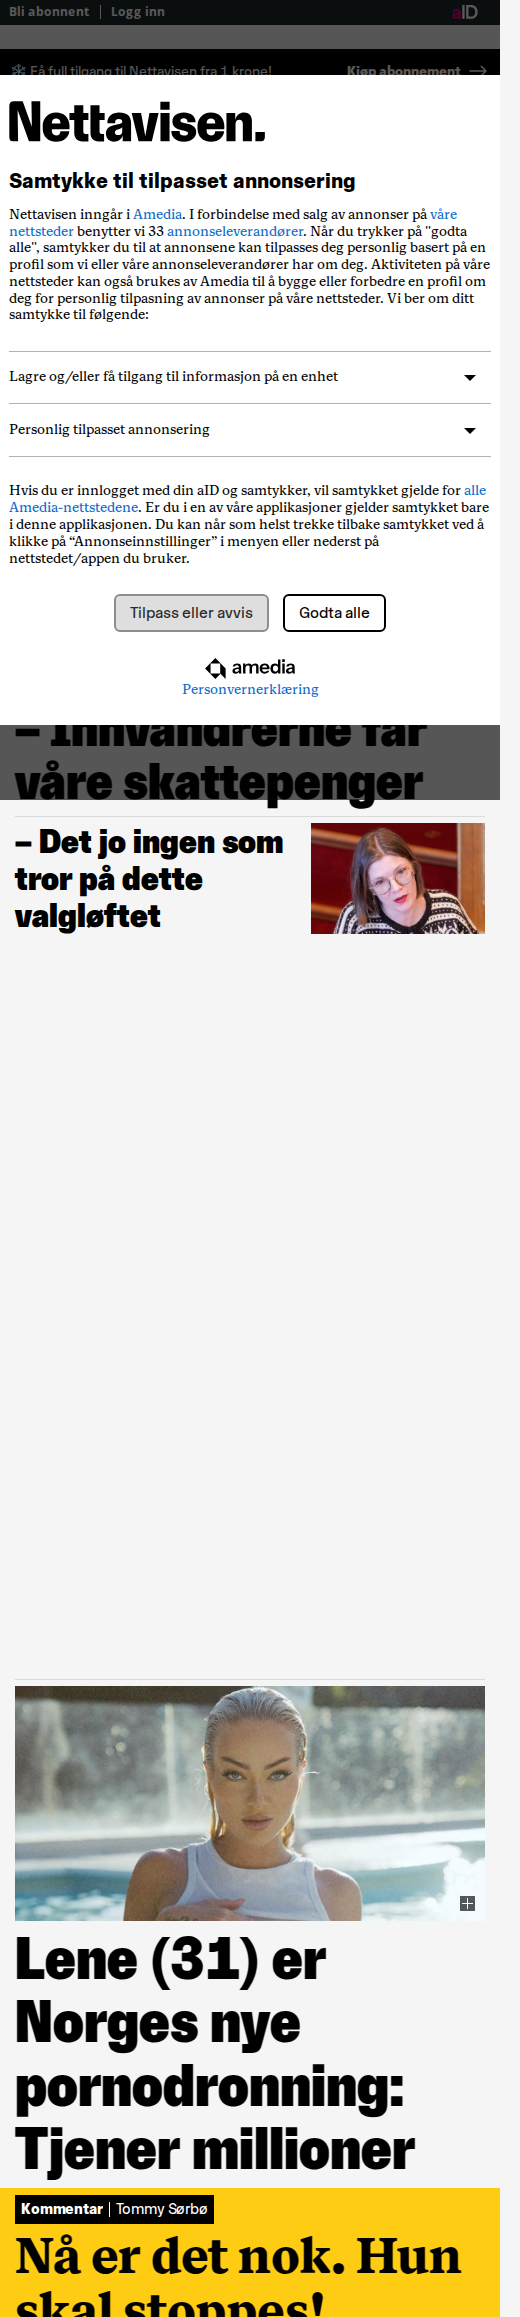 Bli abonnent | Logg inn
aID
Få full tilgang til Nettavisen fra 1 krone!
Kjøp abonnement
Nettavisen.
Samtykke til tilpasset annonsering
Nettavisen inngår i Amedia. I forbindelse med salg av annonser på våre
nettsteder benytter vi 33 annonseleverandører. Når du trykker på "godta
alle", samtykker du til at annonsene kan tilpasses deg personlig basert på en
profil som vi eller våre annonseleverandører har om deg. Aktiviteten på våre
nettsteder kan også brukes av Amedia til å bygge eller forbedre en profil om
deg for personlig tilpasning av annonser på våre nettsteder. Vi ber om ditt
samtykke til følgende:
Lagre og/eller få tilgang til informasjon på en enhet
Personlig tilpasset annonsering
Hvis du er innlogget med din aID og samtykker, vil samtykket gjelde for alle
Amedia-nettstedene. Er du i en av våre applikasjoner gjelder samtykket bare
i denne applikasjonen. Du kan når som helst trekke tilbake samtykket ved å
klikke på “Annonseinnstillinger” i menyen eller nederst på
nettstedet/appen du bruker.
Tilpass eller avvis
Godta alle
amedia
Personvernerklæring
– Innvandrerne får
våre skattepenger
– Det jo ingen som
tror på dette
valgløftet
Lene (31) er
Norges nye
pornodronning:
Tjener millioner
Kommentar | Tommy Sørbø
Nå er det nok. Hun
skal stoppes!